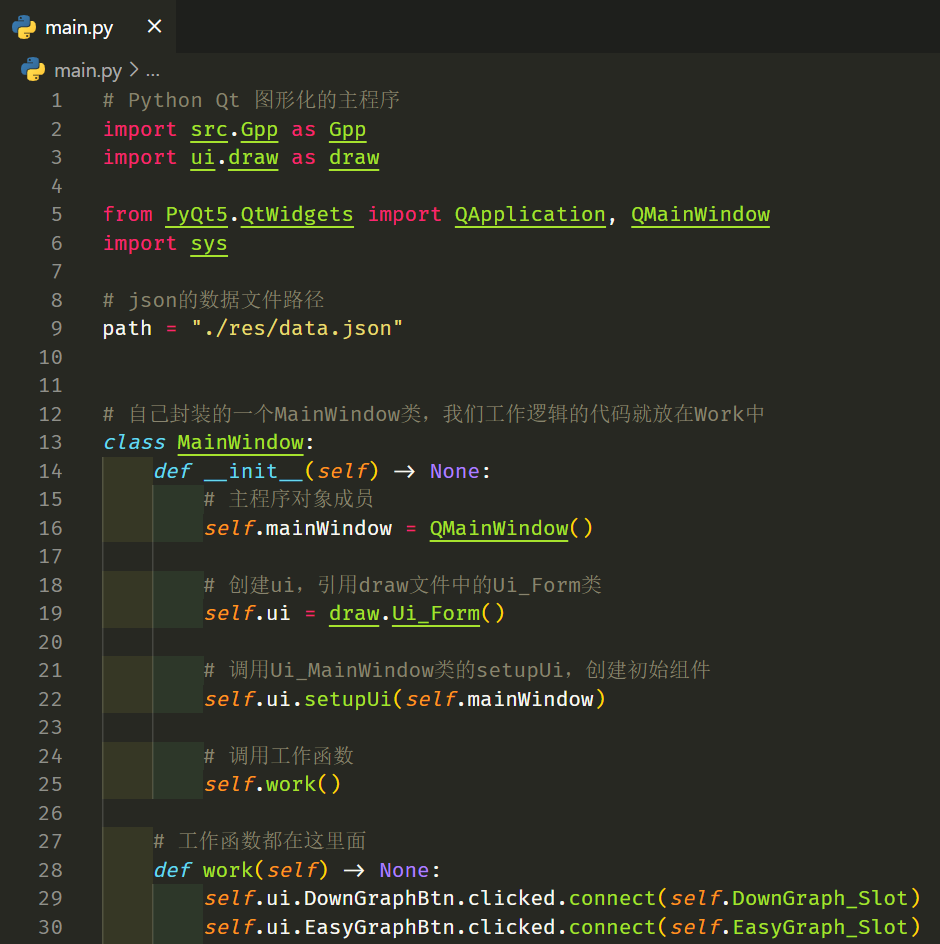 main.py ×
main.py > ...
1 # Python Qt 图形化的主程序
2 import src.Gpp as Gpp
3 import ui.draw as draw
4
5 from PyQt5.QtWidgets import QApplication, QMainWindow
6 import sys
7
8 # json的数据文件路径
9 path = "./res/data.json"
10
11
12 # 自己封装的一个MainWindow类，我们工作逻辑的代码就放在Work中
13 class MainWindow:
14     def __init__(self) -> None:
15         # 主程序对象成员
16         self.mainWindow = QMainWindow()
17
18         # 创建ui，引用draw文件中的Ui_Form类
19         self.ui = draw.Ui_Form()
20
21         # 调用Ui_MainWindow类的setupUi，创建初始组件
22         self.ui.setupUi(self.mainWindow)
23
24         # 调用工作函数
25         self.work()
26
27     # 工作函数都在这里面
28     def work(self) -> None:
29         self.ui.DownGraphBtn.clicked.connect(self.DownGraph_Slot)
30         self.ui.EasyGraphBtn.clicked.connect(self.EasyGraph_Slot)